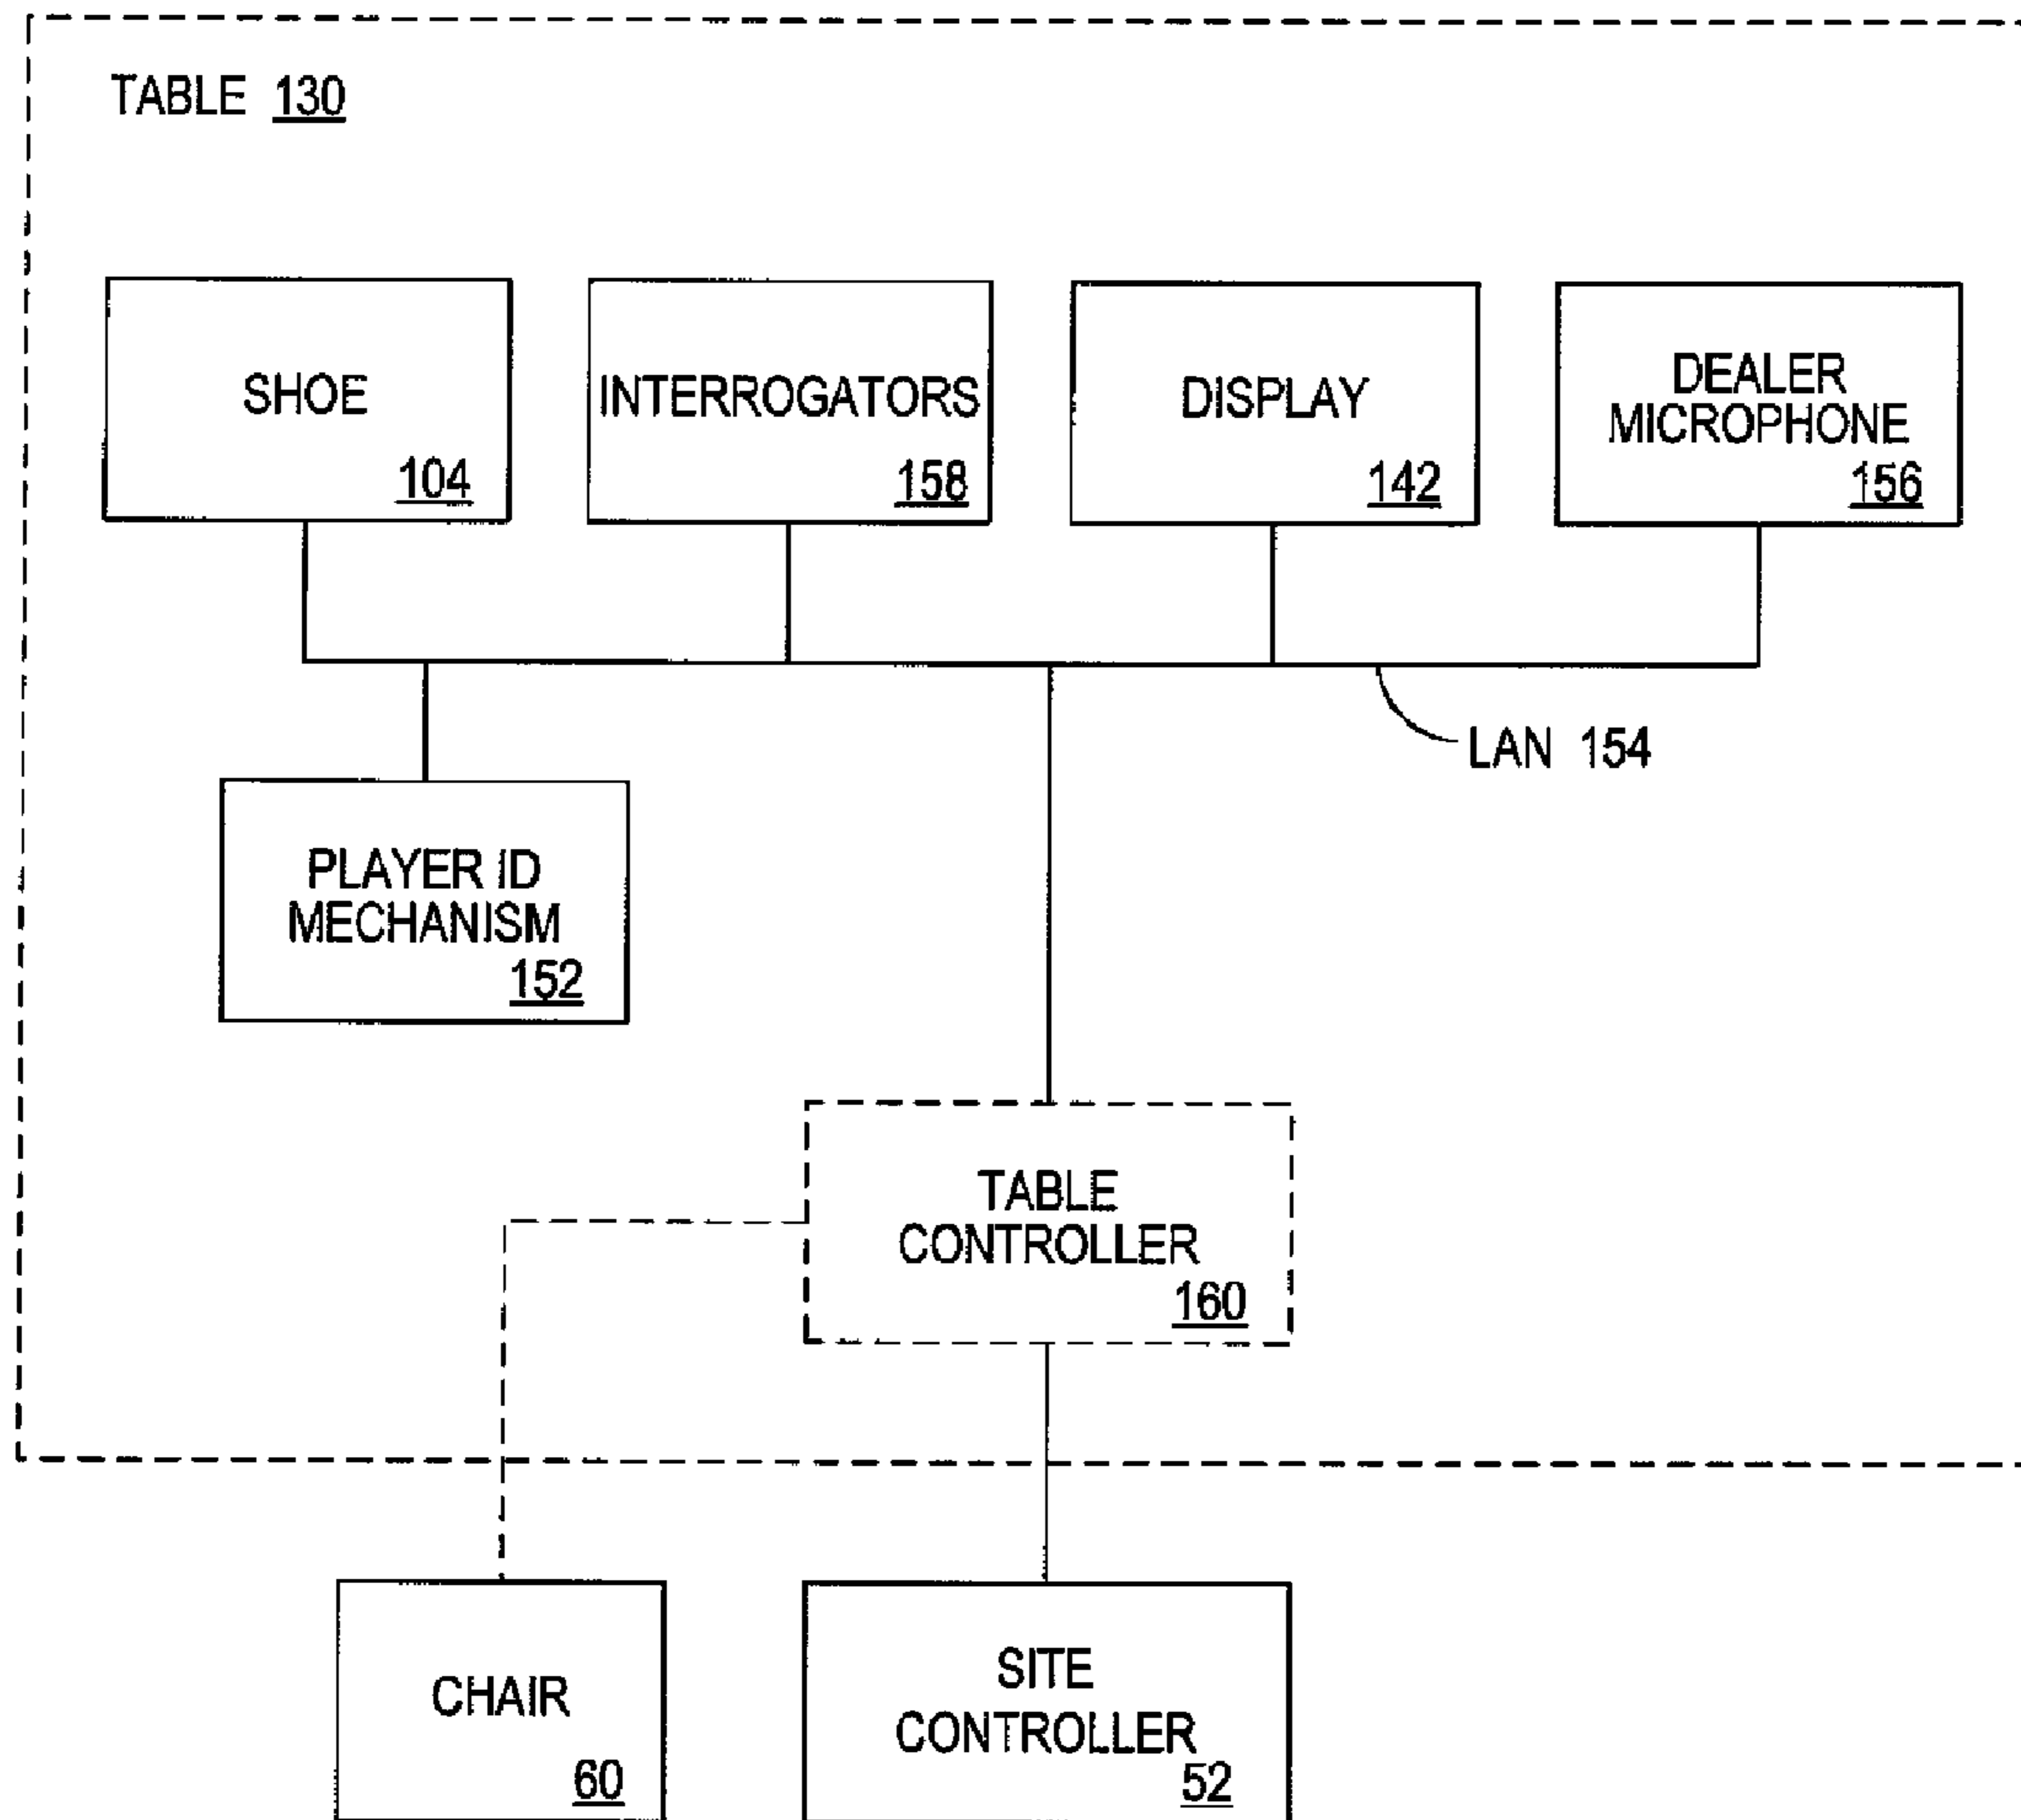 TABLE 130
SHOE
104
INTERROGATORS
158
DISPLAY
142
DEALER
MICROPHONE
156
LAN 154
PLAYER ID
MECHANISM
152
TABLE
CONTROLLER
160
CHAIR
60
SITE
CONTROLLER
52